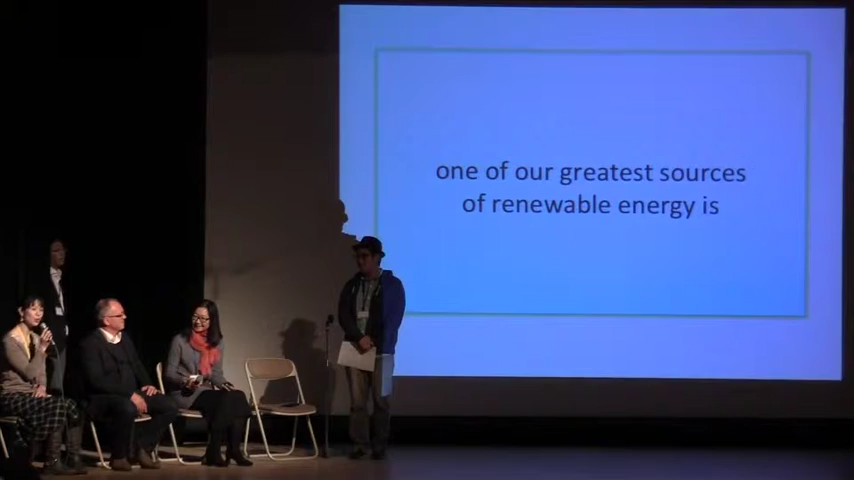 one of our greatest sources
of renewable energy is